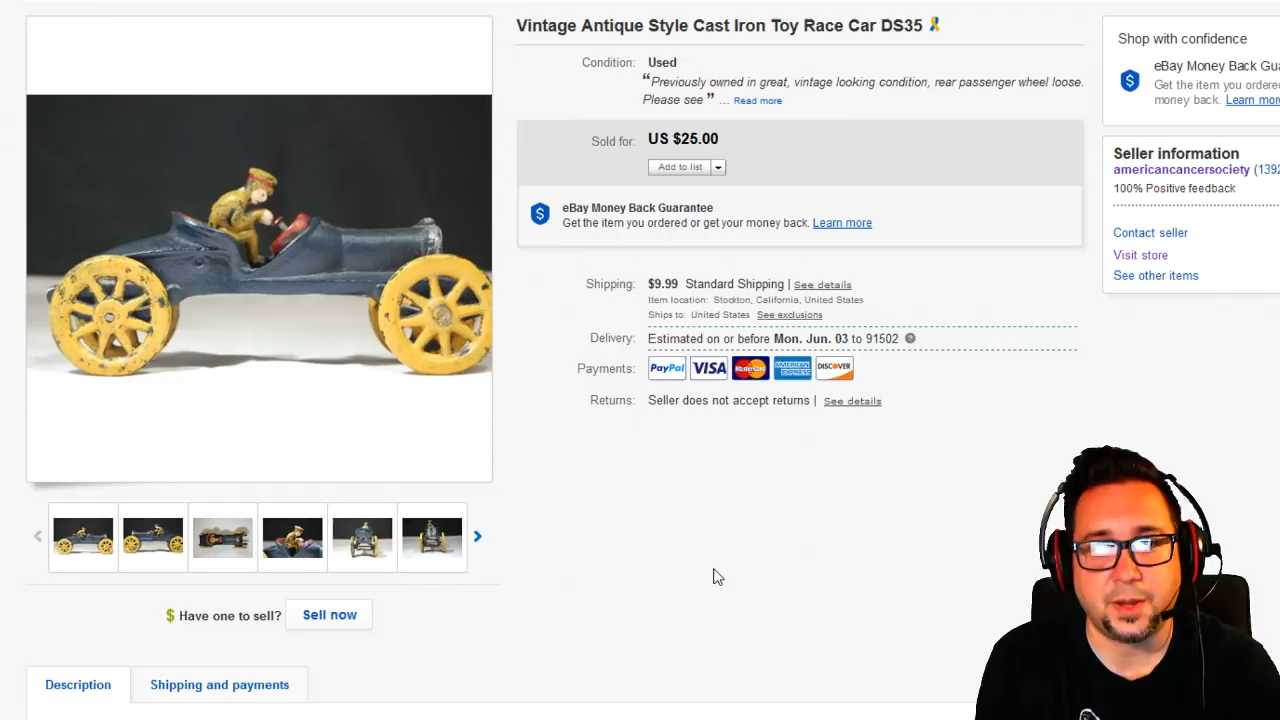 Vintage Antique Style Cast Iron Toy Race Car DS35
Condition: Used
“Previously owned in great, vintage looking condition, rear passenger wheel loose.
Please see ” ... Read more
Sold for: US $25.00
Add to list
eBay Money Back Guarantee
Get the item you ordered or get your money back. Learn more
Shipping: $9.99 Standard Shipping | See details
Item location: Stockton, California, United States
Ships to: United States See exclusions
Delivery: Estimated on or before Mon. Jun. 03 to 91502
Payments: PayPal VISA MasterCard AMERICAN EXPRESS DISCOVER
Returns: Seller does not accept returns | See details
Shop with confidence
eBay Money Back Gua
Get the item you ordere
money back. Learn mor
Seller information
americancancersociety (1392
100% Positive feedback
Contact seller
Visit store
See other items
$ Have one to sell? Sell now
Description
Shipping and payments